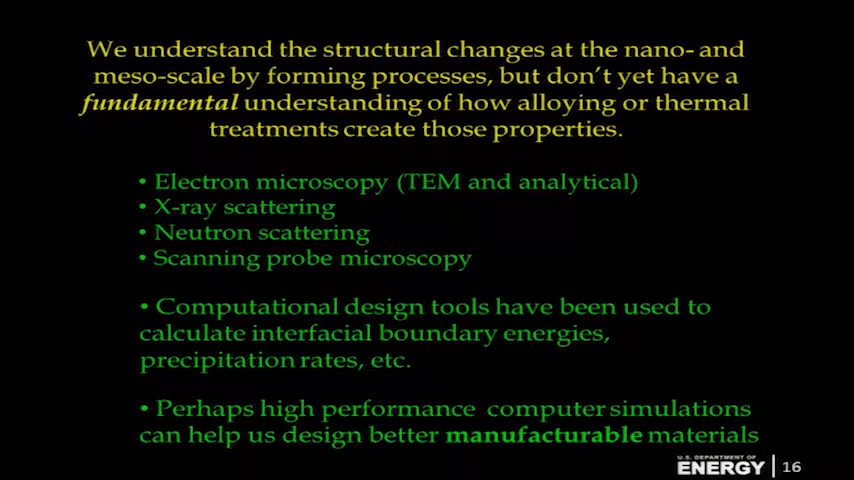 We understand the structural changes at the nano- and
meso-scale by forming processes, but don't yet have a
fundamental understanding of how alloying or thermal
treatments create those properties.
• Electron microscopy (TEM and analytical)
• X-ray scattering
• Neutron scattering
• Scanning probe microscopy
• Computational design tools have been used to
calculate interfacial boundary energies,
precipitation rates, etc.
• Perhaps high performance computer simulations
can help us design better manufacturable materials
U.S. DEPARTMENT OF
ENERGY | 16